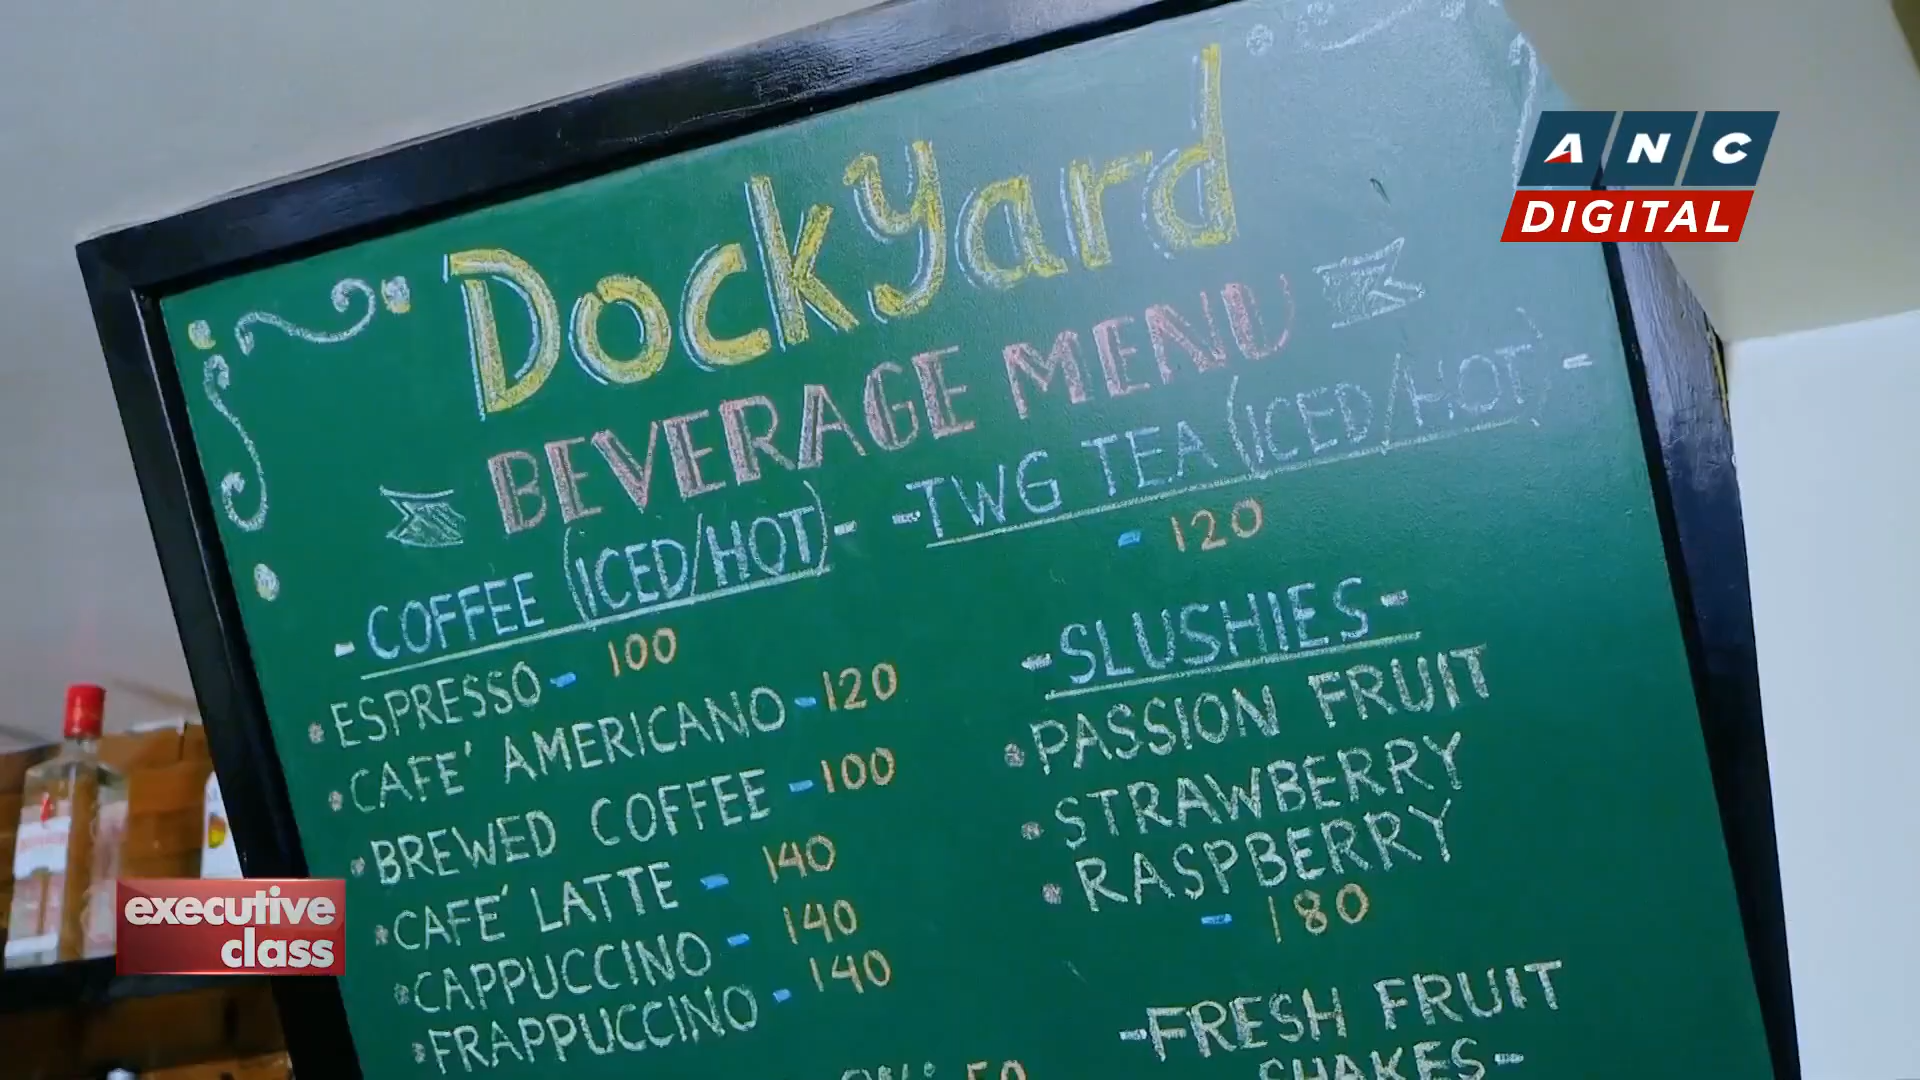 DockYard
BEVERAGE MENU
-COFFEE (ICED/HOT)-
ESPRESSO - 100
CAFE' AMERICANO - 120
BREWED COFFEE - 100
CAFE' LATTE - 140
CAPPUCCINO - 140
FRAPPUCCINO - 140
-TWG TEA (ICED/HOT)-
- 120
-SLUSHIES-
PASSION FRUIT
STRAWBERRY
RASPBERRY
- 180
-FRESH FRUIT
SHAKES-
ANC
DIGITAL
executive
class